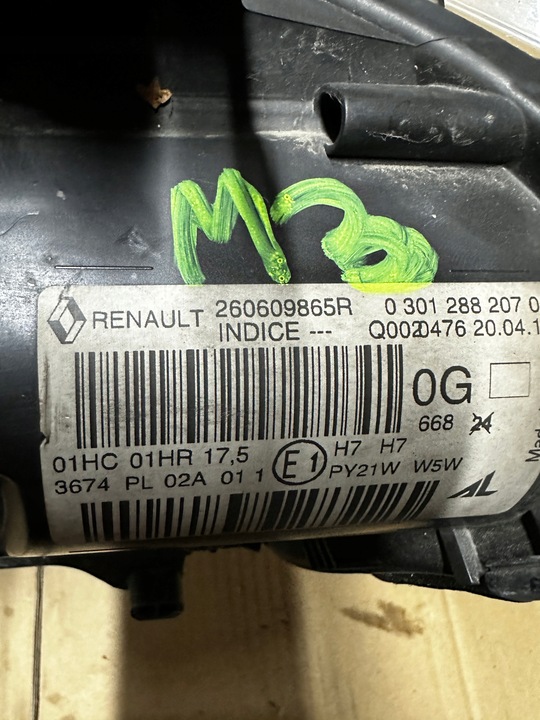 M3
RENAULT 260609865R 0 301 288 207 0
INDICE --- Q0020476 20.04.1
0G
668 24
01HC 01HR 17,5 H7 H7
3674 PL 02A 01 1 E1 PY21W W5W
AL
Mad